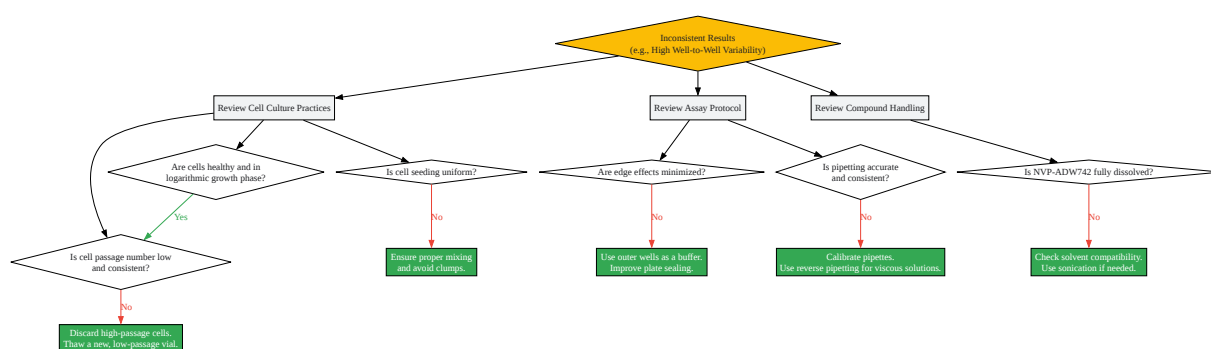 Inconsistent Results
(e.g., High Well-to-Well Variability)
Review Cell Culture Practices
Review Assay Protocol
Review Compound Handling
Are cells healthy and in
logarithmic growth phase?
Is cell seeding uniform?
Are edge effects minimized?
Is pipetting accurate
and consistent?
Is NVP-ADW742 fully dissolved?
Yes
No
No
No
No
Is cell passage number low
and consistent?
Ensure proper mixing
and avoid clumps.
Use outer wells as a buffer.
Improve plate sealing.
Calibrate pipettes.
Use reverse pipetting for viscous solutions.
Check solvent compatibility.
Use sonication if needed.
No
Discard high-passage cells.
Thaw a new, low-passage vial.